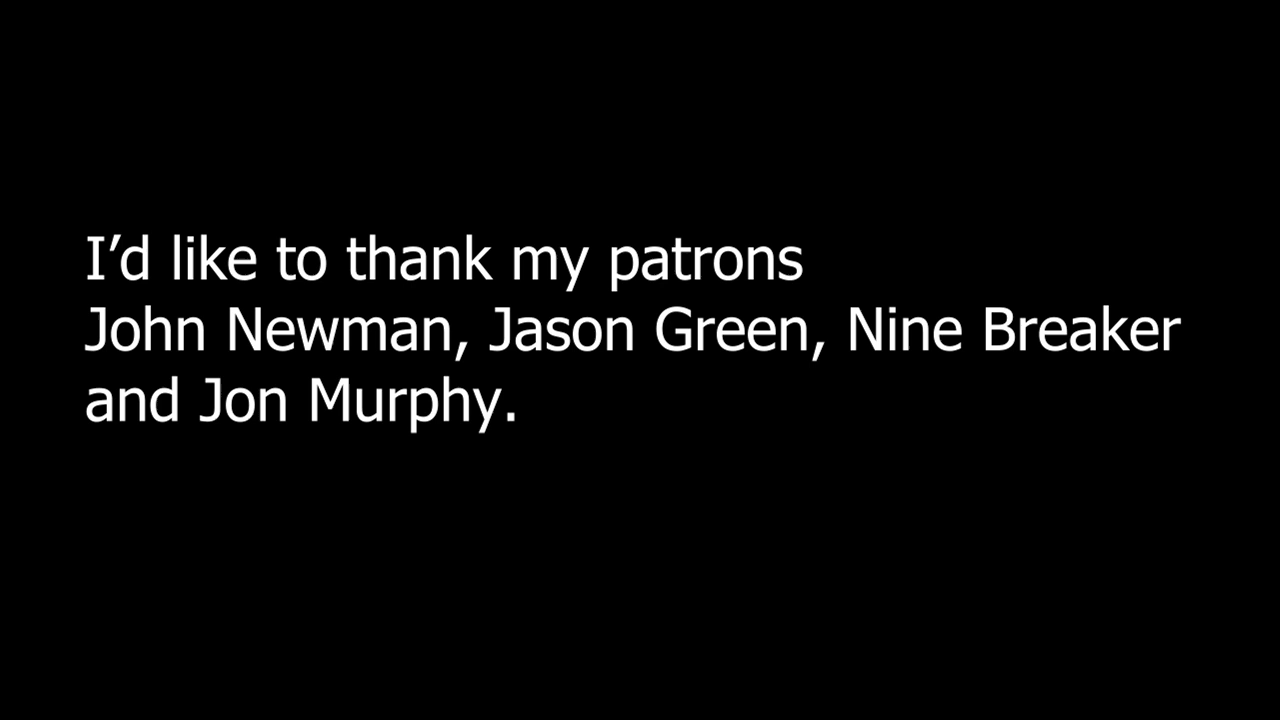 I’d like to thank my patrons
John Newman, Jason Green, Nine Breaker
and Jon Murphy.